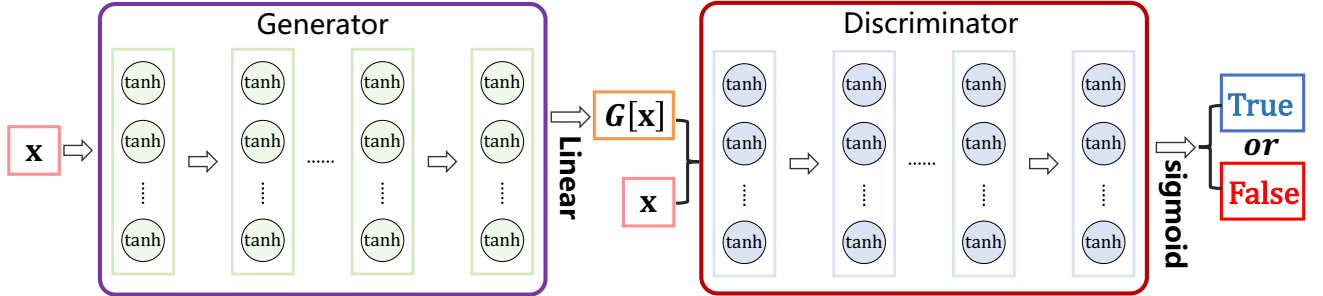 Generator
Discriminator
x
tanh tanh tanh tanh
tanh tanh tanh tanh
......
tanh tanh tanh tanh
Linear
G[x]
x
tanh tanh tanh tanh
tanh tanh tanh tanh
......
tanh tanh tanh tanh
sigmoid
True
or
False